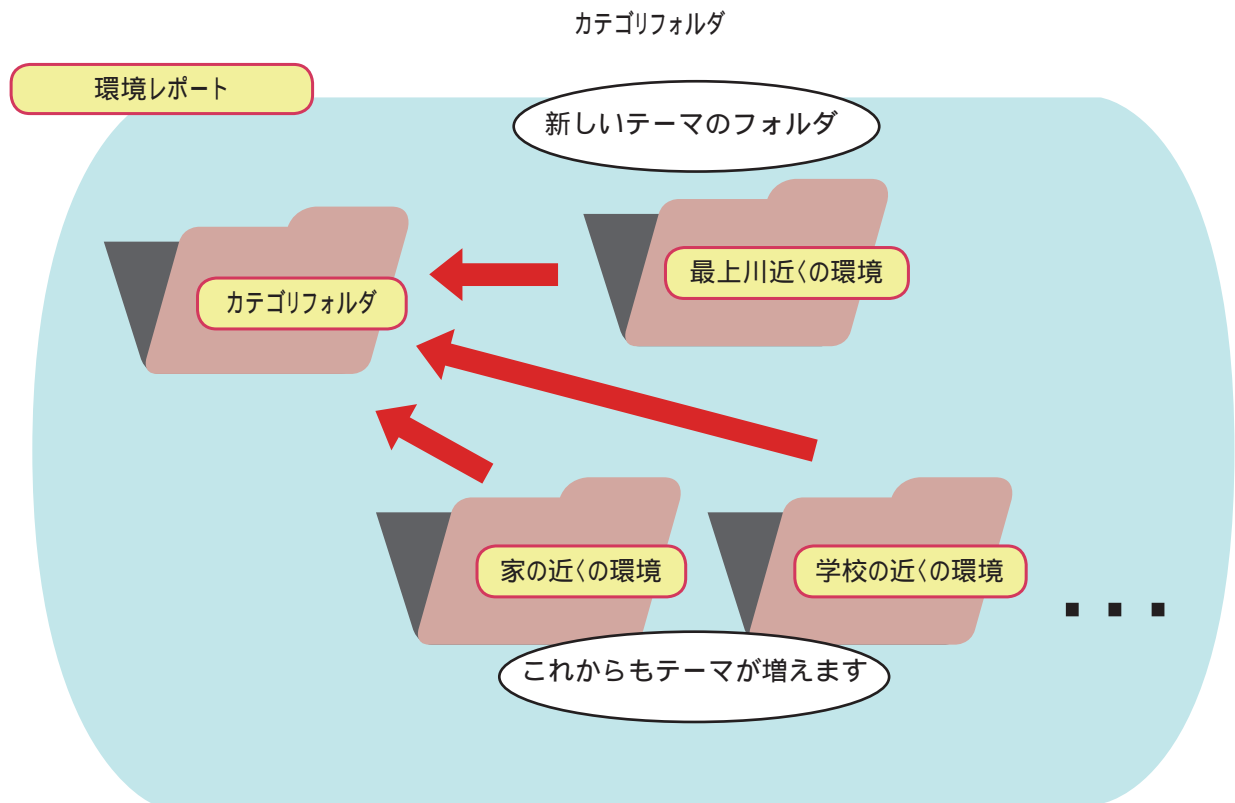 カテゴリフォルダ
環境レポート
新しいテーマのフォルダ
最上川近くの環境
カテゴリフォルダ
家の近くの環境
学校の近くの環境
■ ■ ■
これからもテーマが増えます